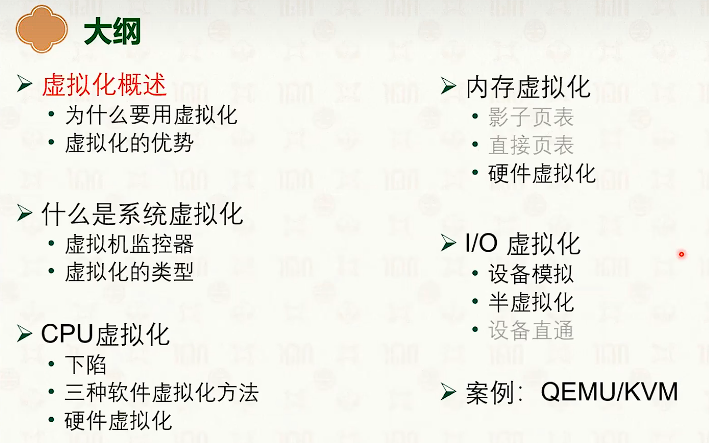 大纲
虚拟化概述
为什么要用虚拟化
虚拟化的优势
什么是系统虚拟化
虚拟机监控器
虚拟化的类型
CPU虚拟化
下陷
三种软件虚拟化方法
硬件虚拟化
内存虚拟化
影子页表
直接页表
硬件虚拟化
I/O 虚拟化
设备模拟
半虚拟化
设备直通
案例：QEMU/KVM